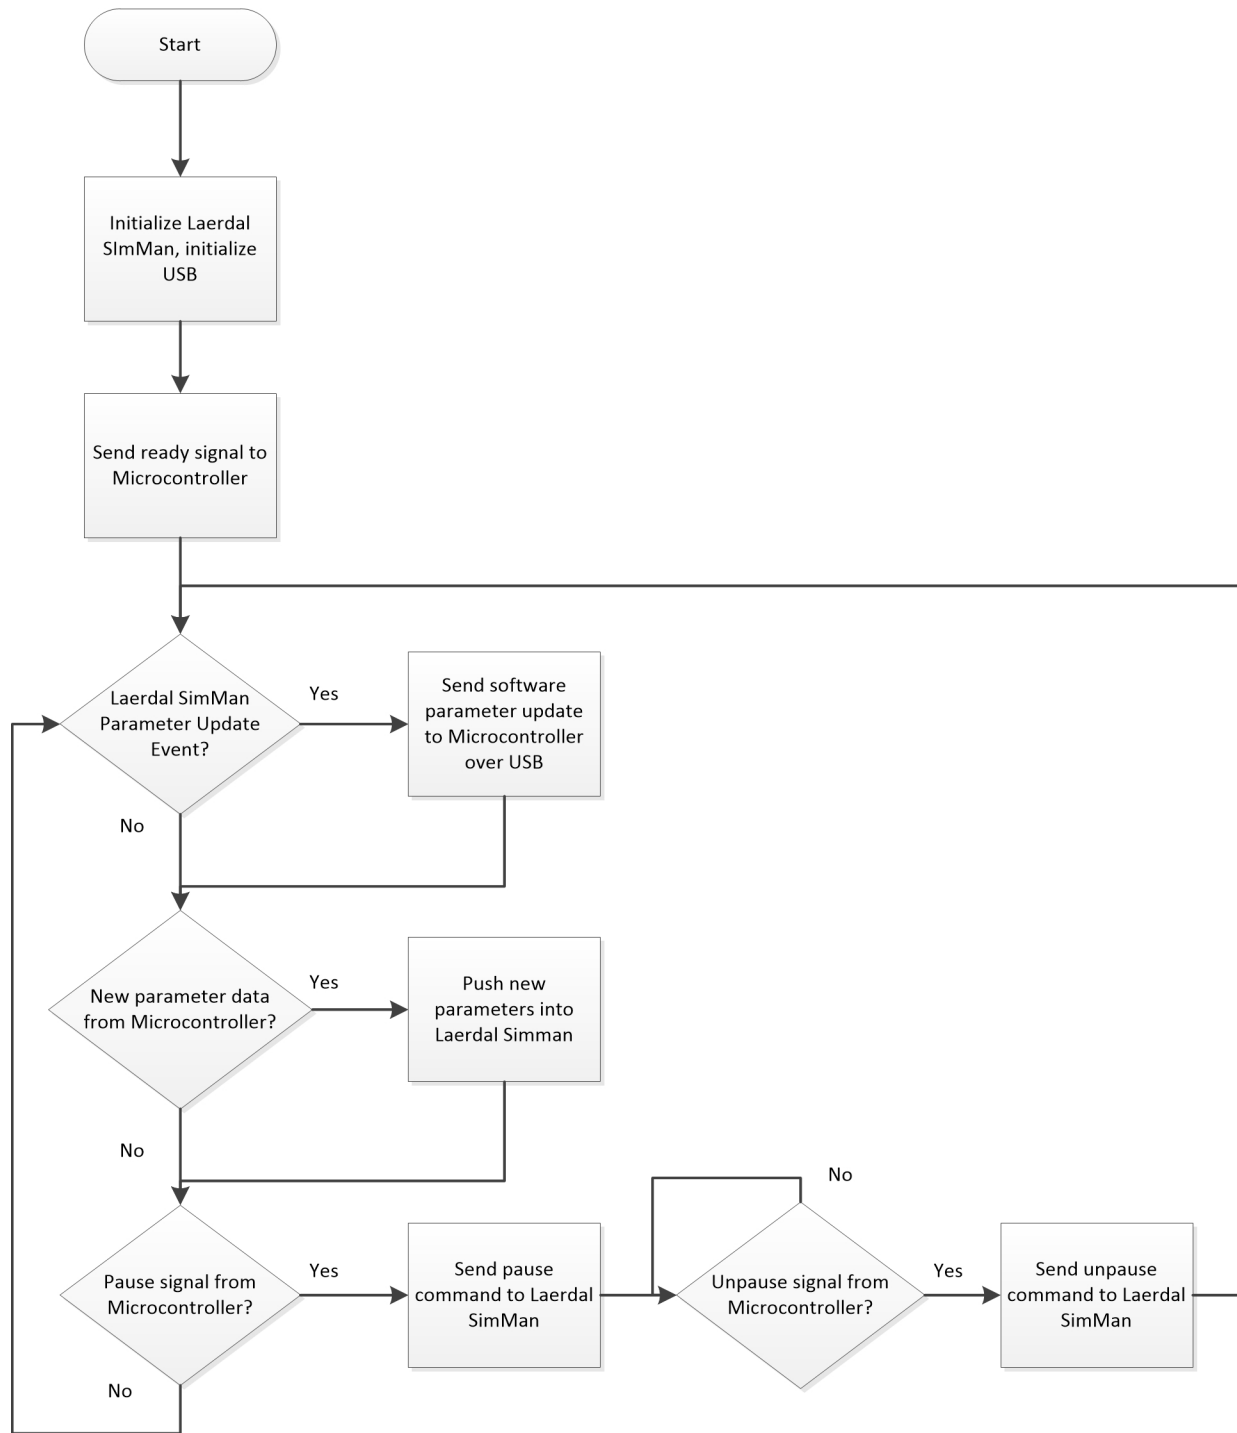 Start
Initialize Laerdal
SImMan, initialize
USB
Send ready signal to
Microcontroller
Laerdal SimMan
Parameter Update
Event?
Yes
Send software
parameter update
to Microcontroller
over USB
No
New parameter data
from Microcontroller?
Yes
Push new
parameters into
Laerdal Simman
No
Pause signal from
Microcontroller?
Yes
Send pause
command to Laerdal
SimMan
No
Unpause signal from
Microcontroller?
Yes
Send unpause
command to Laerdal
SimMan
No